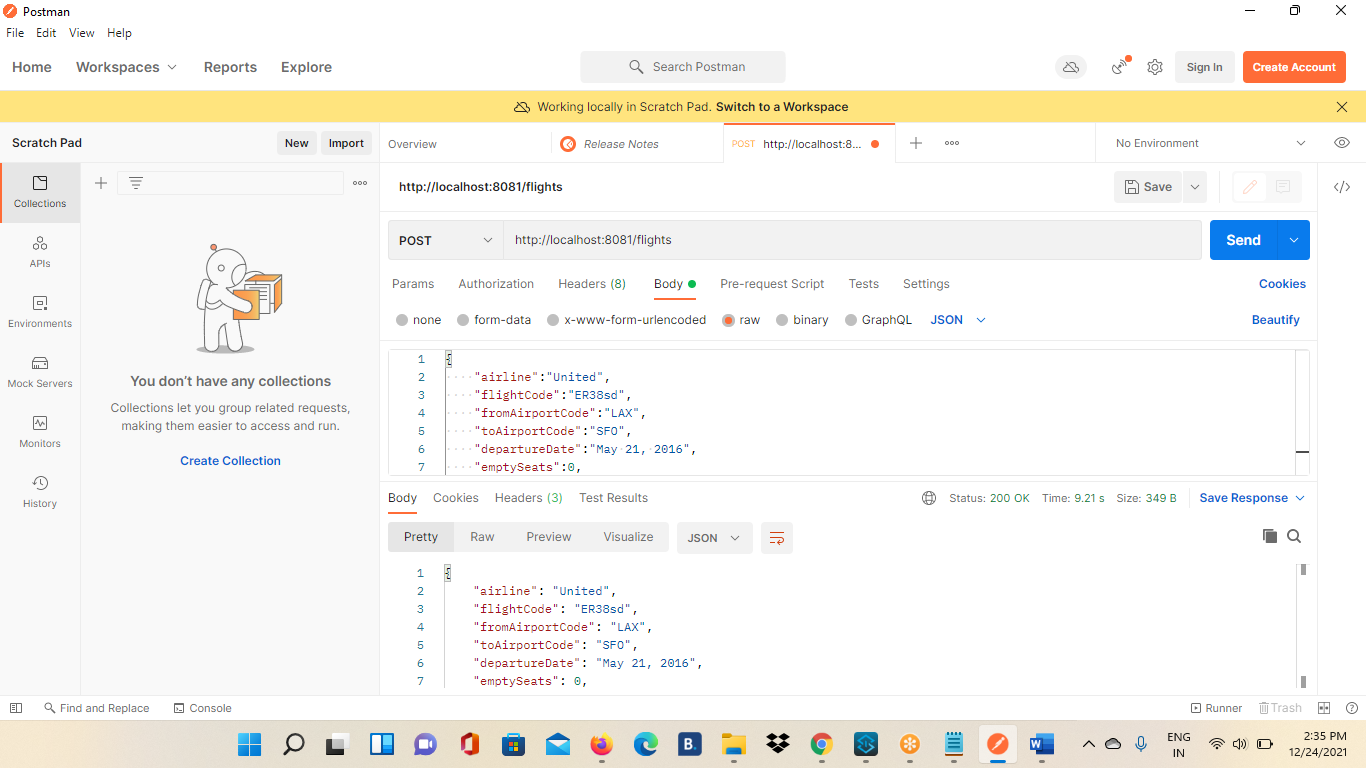 Postman
File Edit View Help
Home Workspaces Reports Explore
Search Postman
Sign In
Create Account
Working locally in Scratch Pad. Switch to a Workspace
Scratch Pad
New
Import
Overview
Release Notes
POST http://localhost:8...
No Environment
Collections
APIs
Environments
Mock Servers
Monitors
History
You don't have any collections
Collections let you group related requests,
making them easier to access and run.
Create Collection
http://localhost:8081/flights
Save
POST
http://localhost:8081/flights
Send
Params Authorization Headers (8) Body Pre-request Script Tests Settings Cookies
none form-data x-www-form-urlencoded raw binary GraphQL JSON Beautify
1 {
2 "airline":"United",
3 "flightCode":"ER38sd",
4 "fromAirportCode":"LAX",
5 "toAirportCode":"SFO",
6 "departureDate":"May 21, 2016",
7 "emptySeats":0,
Body Cookies Headers (3) Test Results Status: 200 OK Time: 9.21 s Size: 349 B Save Response
Pretty Raw Preview Visualize JSON
1 {
2 "airline": "United",
3 "flightCode": "ER38sd",
4 "fromAirportCode": "LAX",
5 "toAirportCode": "SFO",
6 "departureDate": "May 21, 2016",
7 "emptySeats": 0,
Find and Replace Console Runner Trash
B.
W
ENG
IN
2:35 PM
12/24/2021